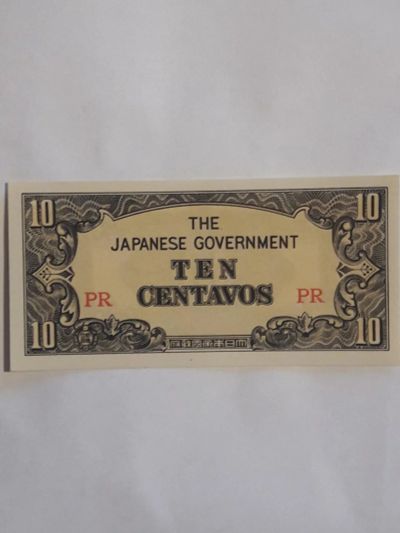 10 10
THE
JAPANESE GOVERNMENT
TEN
PR CENTAVOS PR
10 10